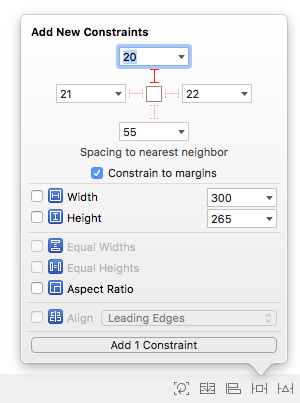 Add New Constraints
20
21 22
55
Spacing to nearest neighbor
Constrain to margins
Width 300
Height 265
Equal Widths
Equal Heights
Aspect Ratio
Align Leading Edges
Add 1 Constraint